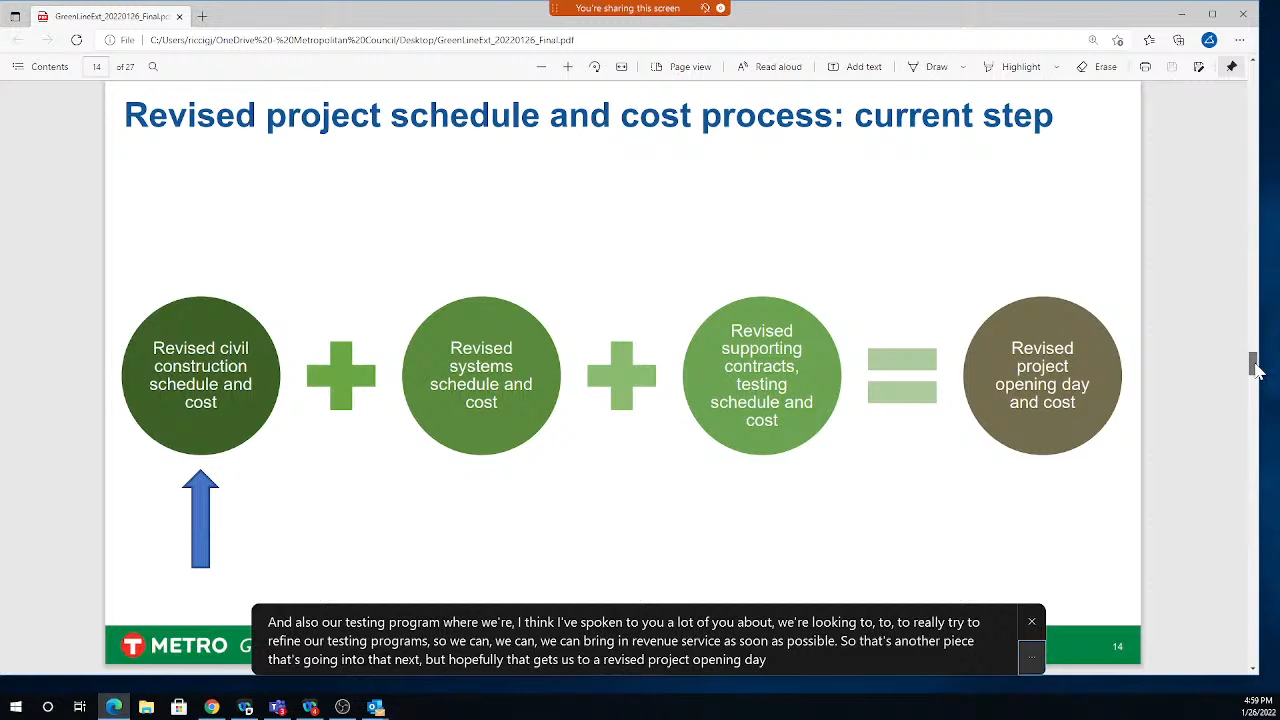 You're sharing this screen
GreenLineExt_20220126_Final.pc
File
C:/Users/riccigj/OneDrive%20-%20Metropolitan%20Council/Desktop/GreenLineExt_20220126_Final.pdf
Contents
14
of 27
Page view
Read aloud
Add text
Draw
Highlight
Erase
Revised project schedule and cost process: current step
Revised civil
construction
schedule and
cost
Revised
systems
schedule and
cost
Revised
supporting
contracts,
testing
schedule and
cost
Revised
project
opening day
and cost
And also our testing program where we're, I think I've spoken to you a lot of you about, we're looking to, to, to really try to
refine our testing programs, so we can, we can, we can bring in revenue service as soon as possible. So that's another piece
that's going into that next, but hopefully that gets us to a revised project opening day
T METRO G
14
4:59 PM
1/26/2022